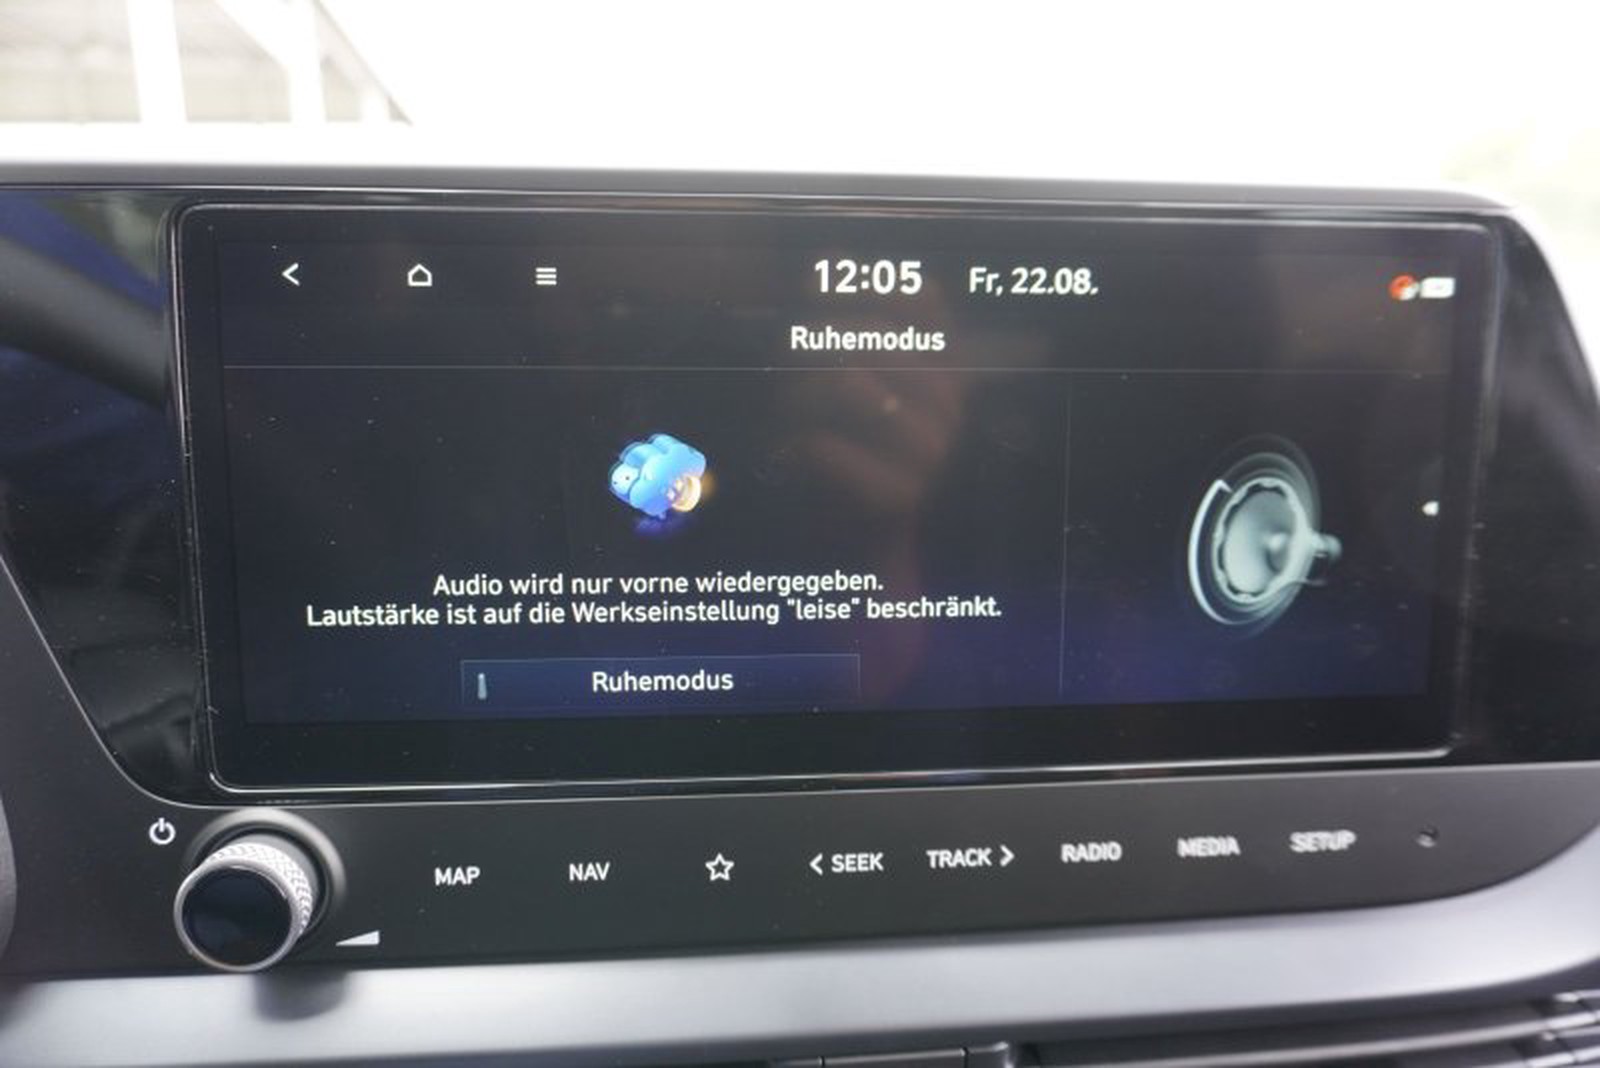 12:05 Fr, 22.08.
Ruhemodus
Audio wird nur vorne wiedergegeben.
Lautstärke ist auf die Werkseinstellung "leise" beschränkt.
Ruhemodus
MAP NAV < SEEK TRACK > RADIO MEDIA SETUP